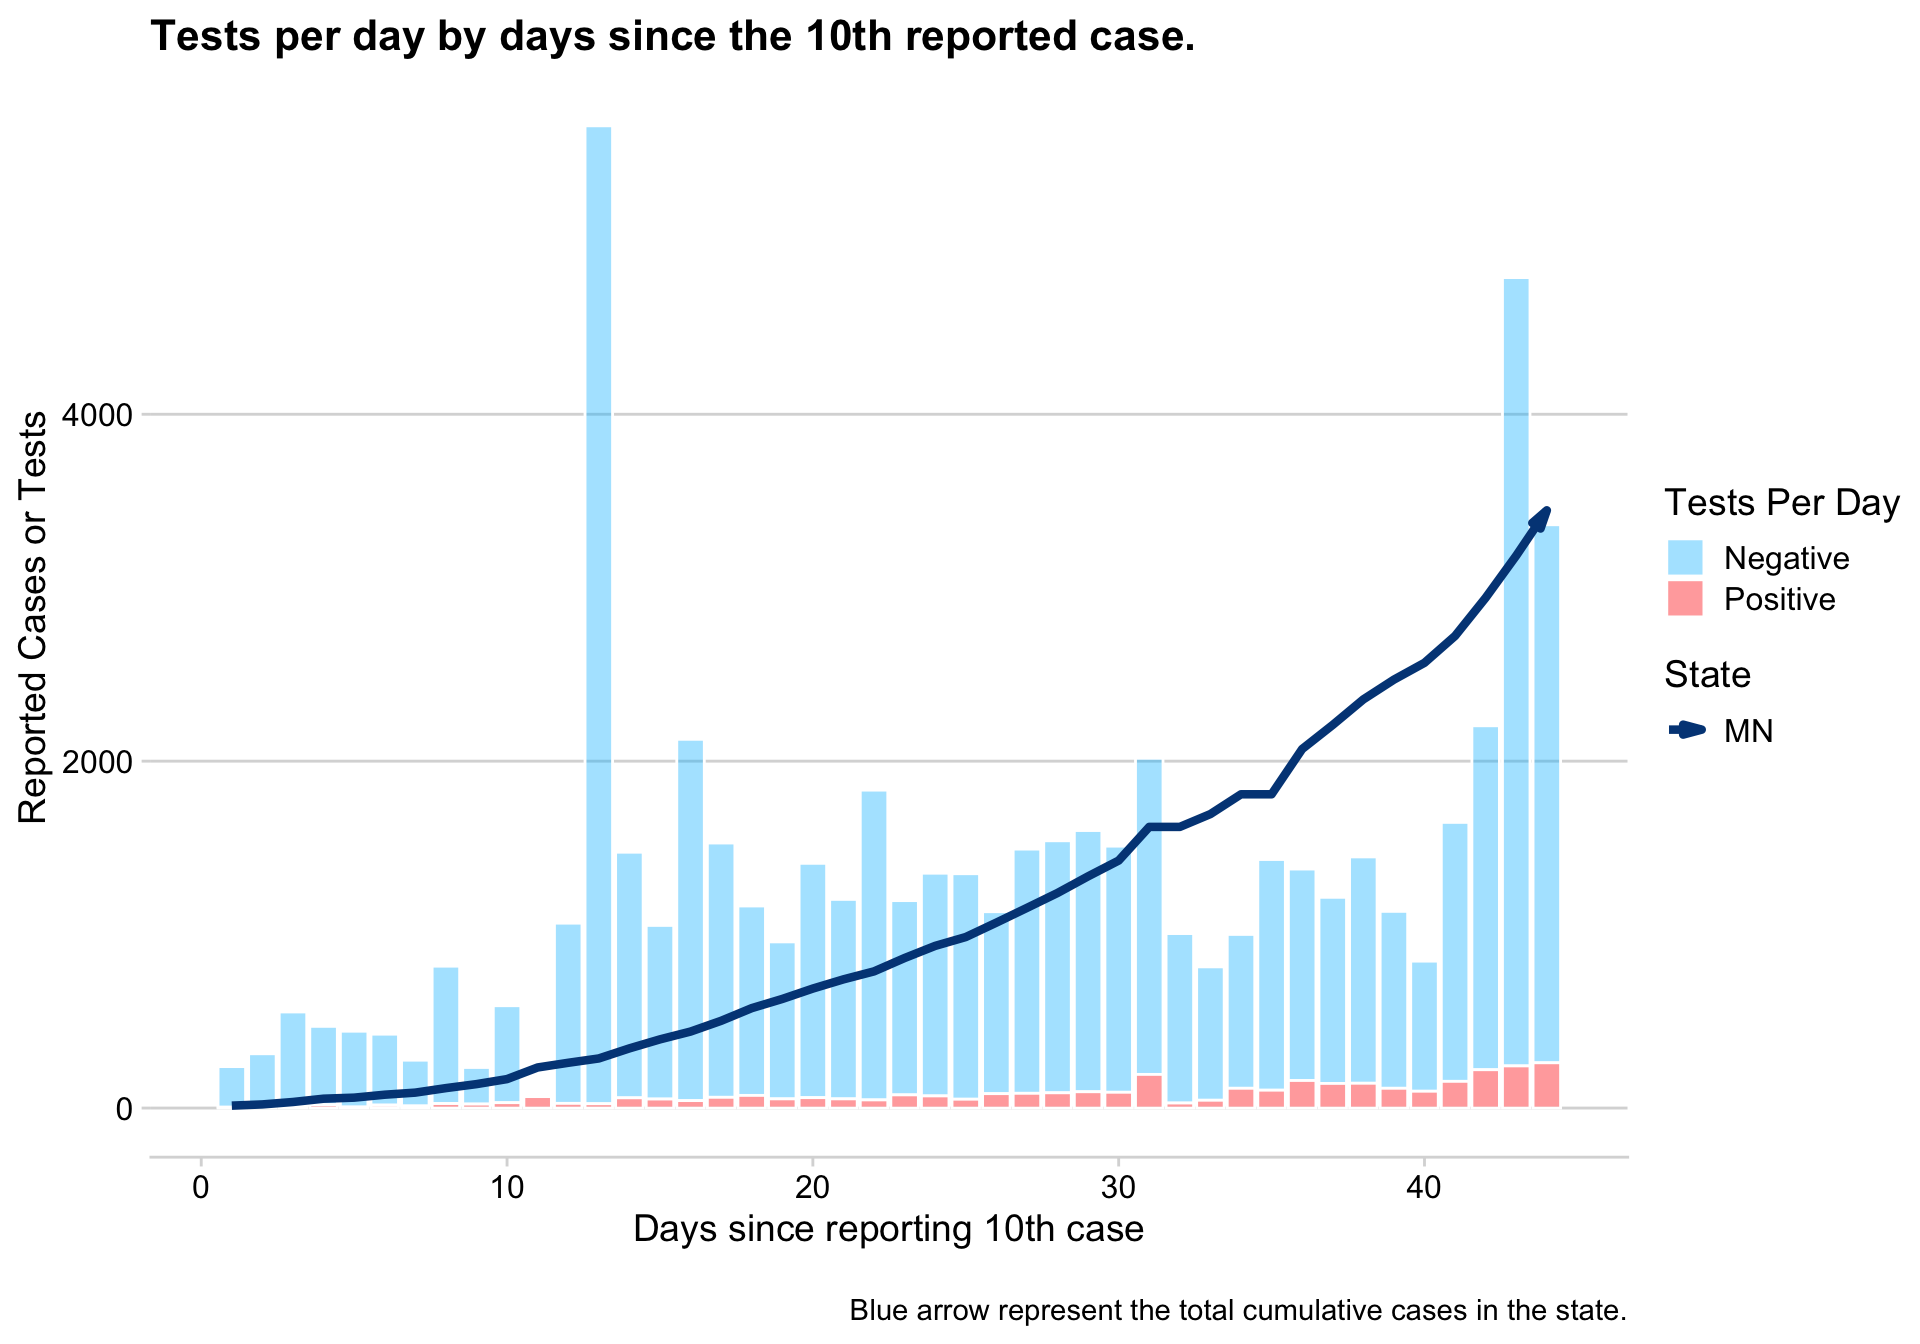 Tests per day by days since the 10th reported case.
Reported Cases or Tests
4000
2000
0
0 10 20 30 40
Days since reporting 10th case
Tests Per Day
Negative
Positive
State
MN
Blue arrow represent the total cumulative cases in the state.